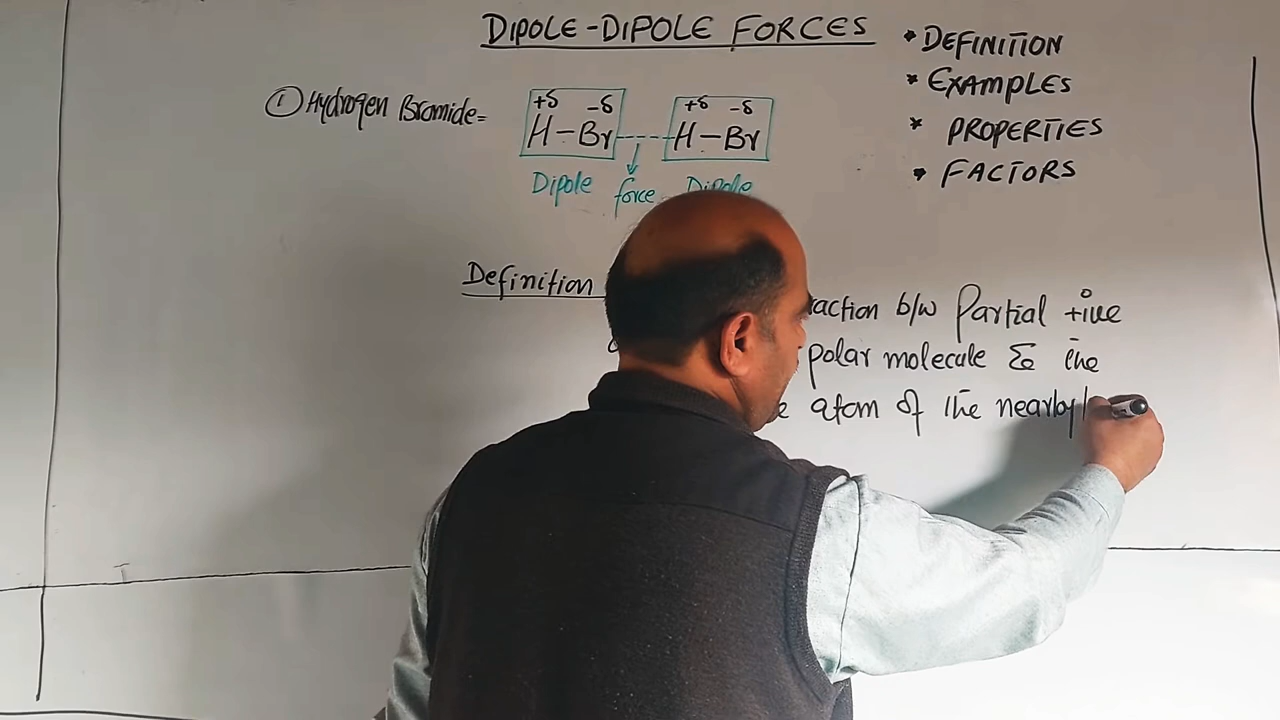 DIPOLE-DIPOLE FORCES
* DEFINITION
* EXAMPLES
* PROPERTIES
* FACTORS
① Hydrogen Bromide=
+δ -δ +δ -δ
H-Br----H-Br
Dipole force Dipole
Definition
raction b/w Partial +ive
polar molecule & the
atom of the nearby